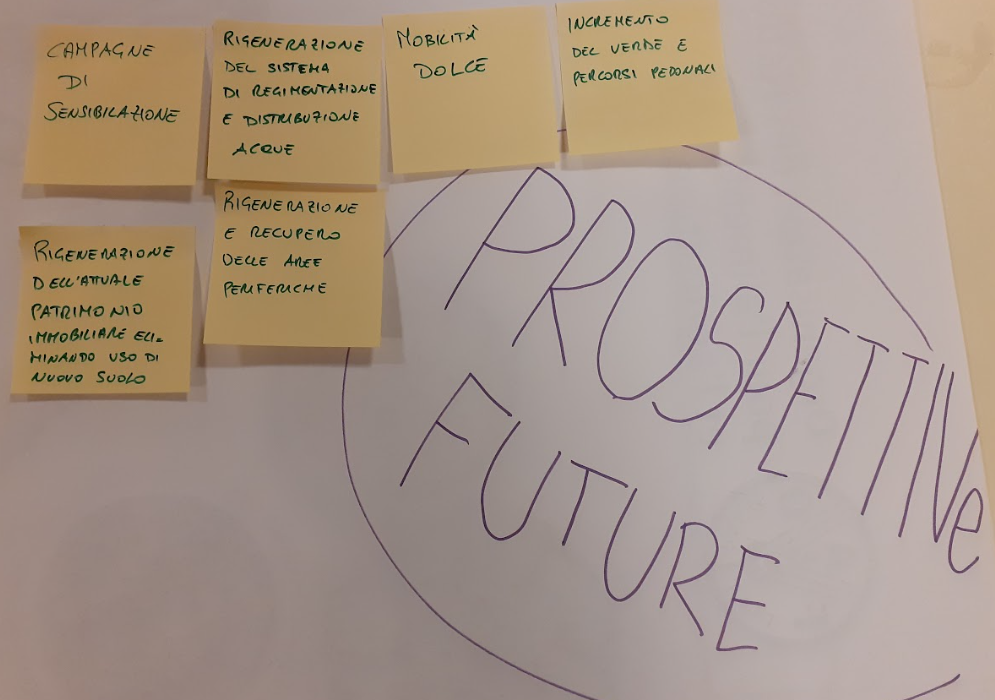 CAMPAGNE
DI
SENSIBILAZIONE
RIGENERAZIONE
DEL SISTEMA
DI REGIMENTAZIONE
E DISTRIBUZIONE
ACQUE
MOBILITÀ
DOLCE
INCREMENTO
DEL VERDE E
PERCORSI PEDONALI
RIGENERAZIONE
DELL'ATTUALE
PATRIMONIO
IMMOBILIARE ELI-
MINANDO USO DI
NUOVO SUOLO
RIGENERAZIONE
E RECUPERO
DELLE AREE
PERIFERICHE
PROSPETTIVe
FUTURE